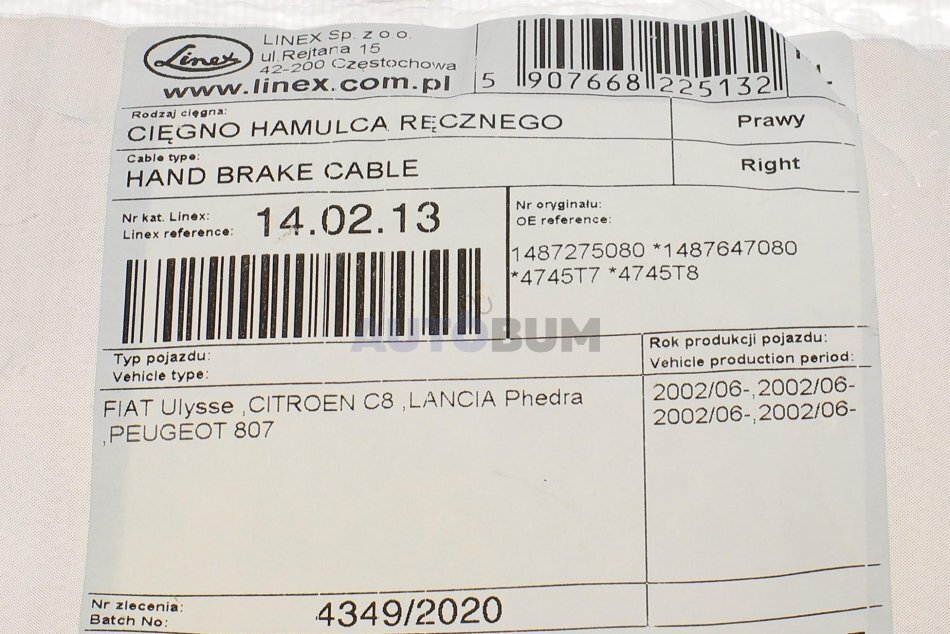 Linex
LINEX Sp. z o o.
ul.Rejtana 15
42-200 Częstochowa
www.linex.com.pl
5 907668 225132
Rodzaj cięgna:
CIĘGNO HAMULCA RĘCZNEGO
Prawy
Cable type:
HAND BRAKE CABLE
Right
Nr kat. Linex:
Linex reference:
14.02.13
Nr oryginału:
OE reference:
1487275080 *1487647080
*4745T7 *4745T8
AUTOBUM
Typ pojazdu:
Vehicle type:
Rok produkcji pojazdu:
Vehicle production period:
FIAT Ulysse ,CITROEN C8 ,LANCIA Phedra
,PEUGEOT 807
2002/06-,2002/06-
2002/06-,2002/06-
Nr zlecenia:
Batch No:
4349/2020